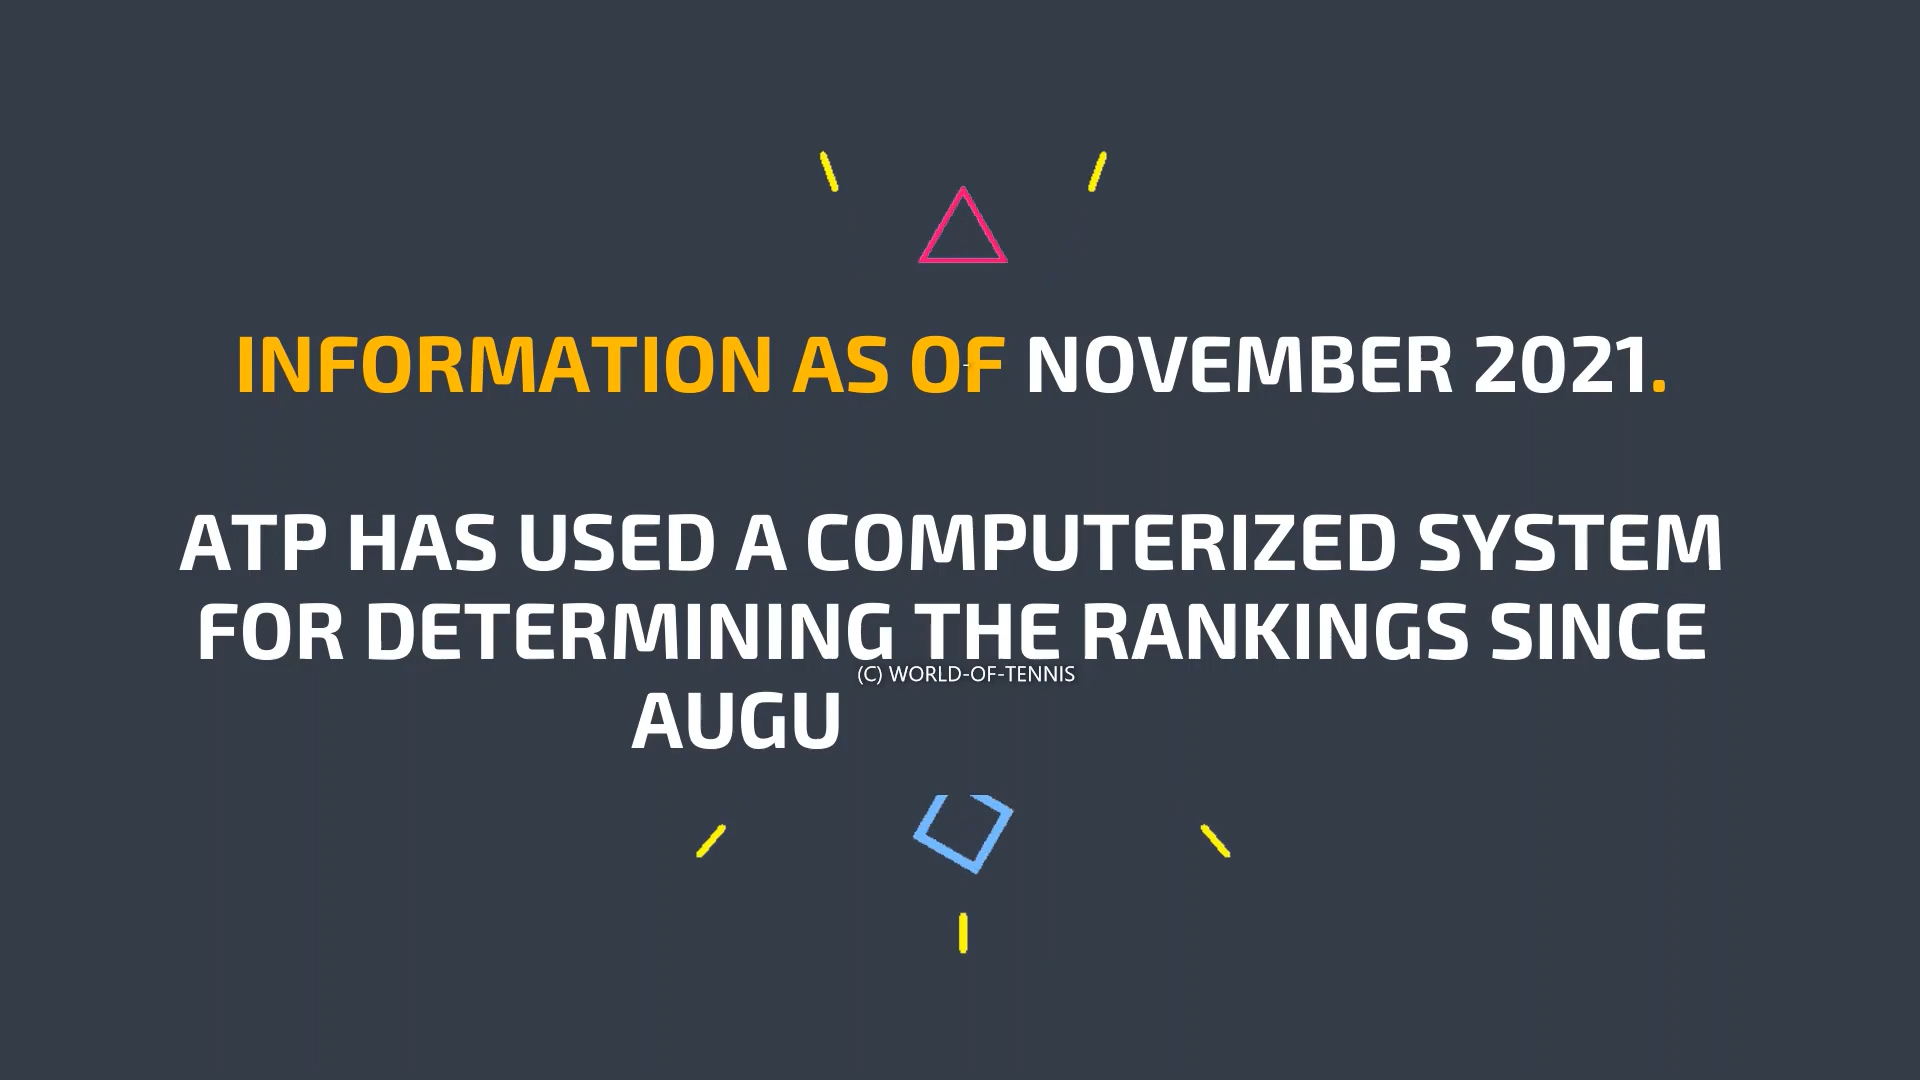 INFORMATION AS OF NOVEMBER 2021.
ATP HAS USED A COMPUTERIZED SYSTEM
FOR DETERMINING THE RANKINGS SINCE
(C) WORLD-OF-TENNIS
AUGU